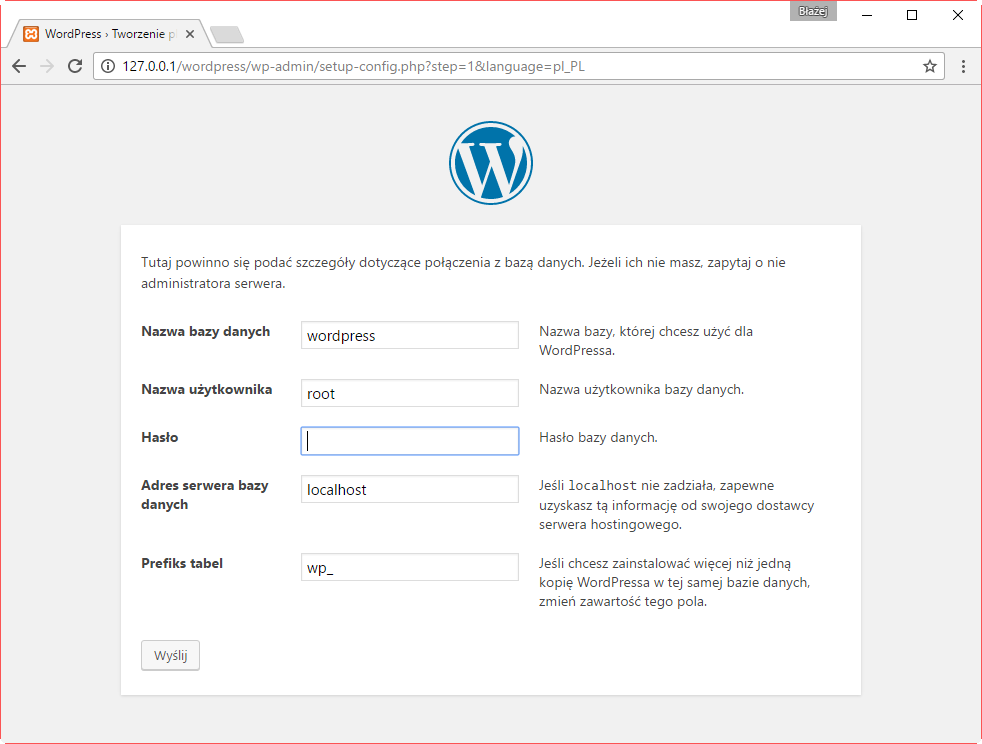 Błażej
WordPress › Tworzenie p
127.0.0.1/wordpress/wp-admin/setup-config.php?step=1&language=pl_PL
Tutaj powinno się podać szczegóły dotyczące połączenia z bazą danych. Jeżeli ich nie masz, zapytaj o nie
administratora serwera.
Nazwa bazy danych
wordpress
Nazwa bazy, której chcesz użyć dla
WordPressa.
Nazwa użytkownika
root
Nazwa użytkownika bazy danych.
Hasło
Hasło bazy danych.
Adres serwera bazy
danych
localhost
Jeśli localhost nie zadziała, zapewne
uzyskasz tą informację od swojego dostawcy
serwera hostingowego.
Prefiks tabel
wp_
Jeśli chcesz zainstalować więcej niż jedną
kopię WordPressa w tej samej bazie danych,
zmień zawartość tego pola.
Wyślij